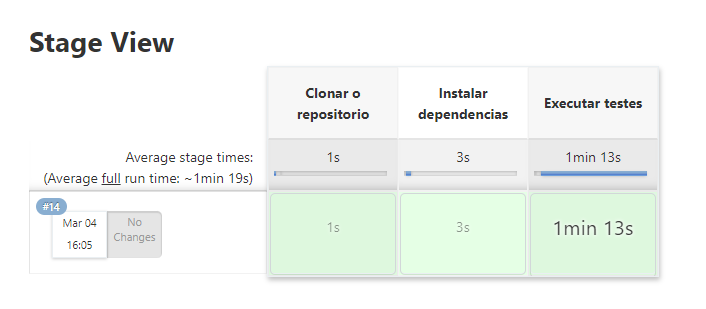 Stage View
Clonar o
repositorio
Instalar
dependencias
Executar testes
Average stage times:
1s
3s
1min 13s
(Average full run time: ~1min 19s)
#14
Mar 04
16:05
No
Changes
1s
3s
1min 13s